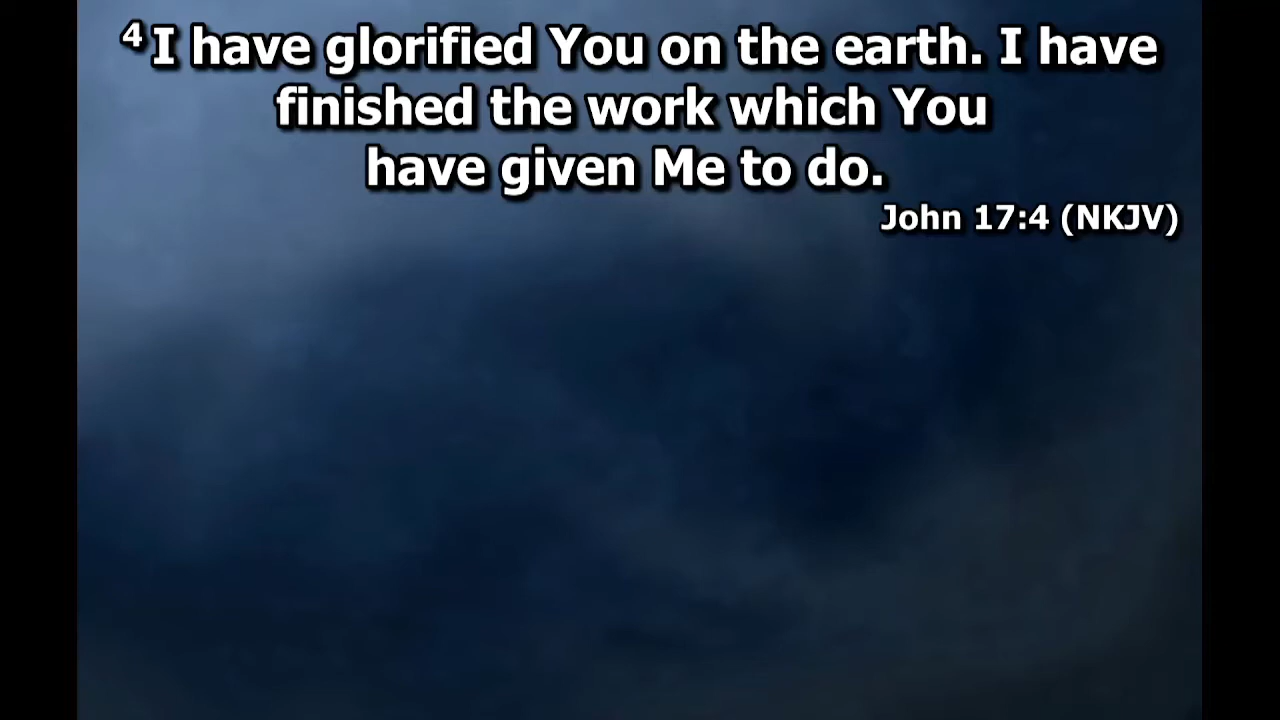 ⁴I have glorified You on the earth. I have
finished the work which You
have given Me to do.
John 17:4 (NKJV)